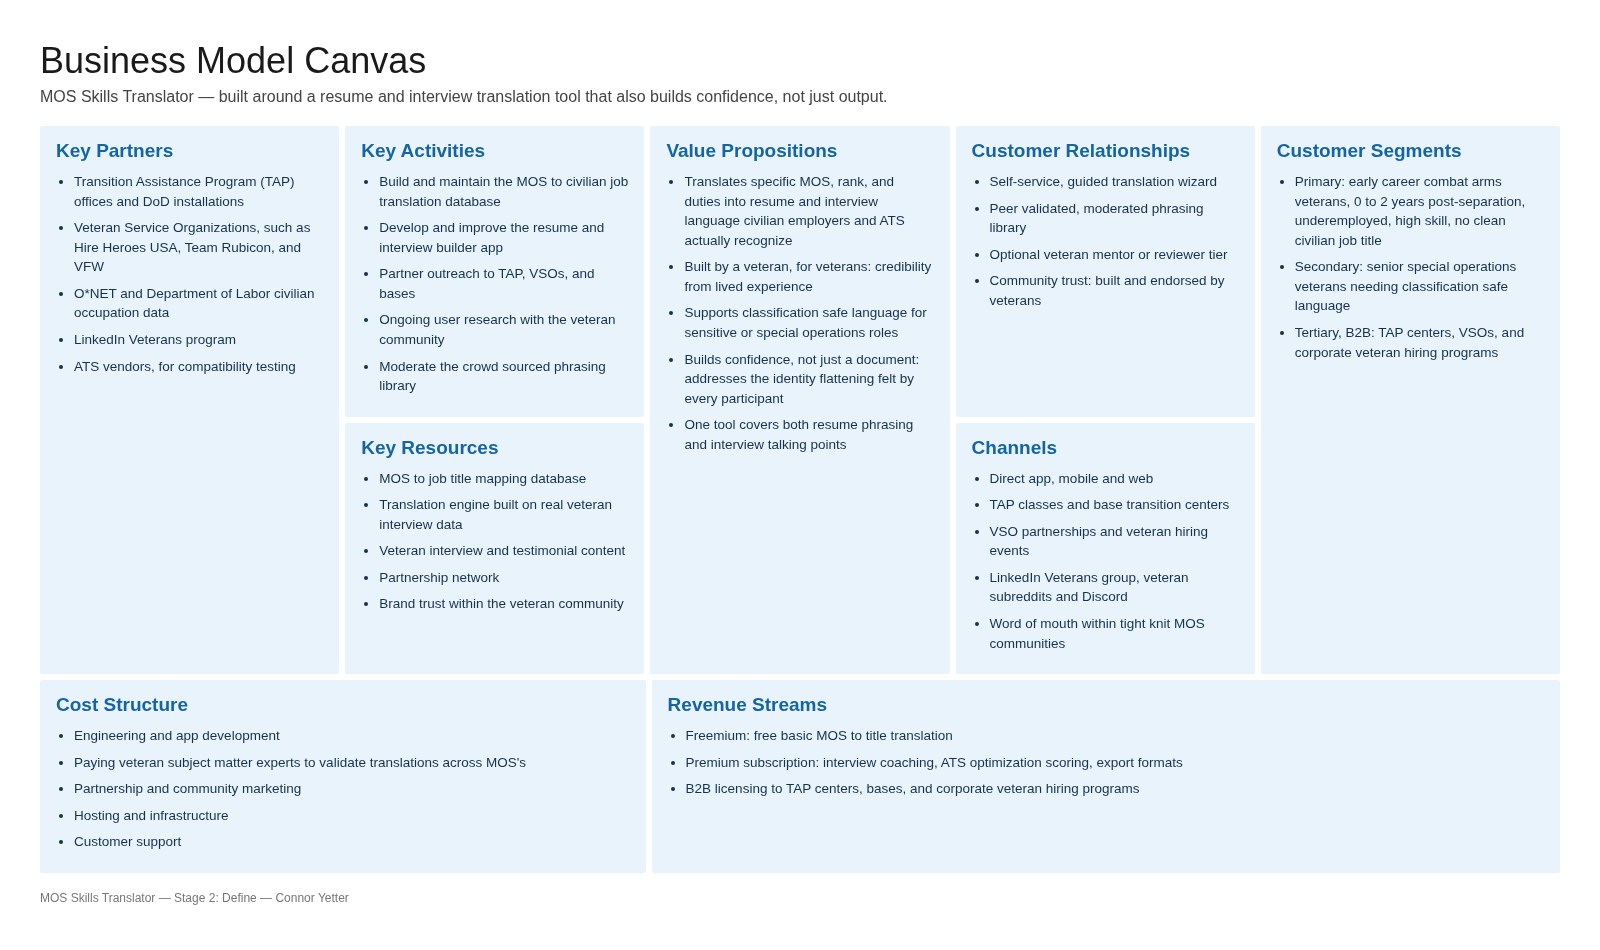 Business Model Canvas
MOS Skills Translator — built around a resume and interview translation tool that also builds confidence, not just output.
Key Partners
• Transition Assistance Program (TAP)
offices and DoD installations
• Veteran Service Organizations, such as
Hire Heroes USA, Team Rubicon, and
VFW
• O*NET and Department of Labor civilian
occupation data
• LinkedIn Veterans program
• ATS vendors, for compatibility testing
Key Activities
• Build and maintain the MOS to civilian job
translation database
• Develop and improve the resume and
interview builder app
• Partner outreach to TAP, VSOs, and
bases
• Ongoing user research with the veteran
community
• Moderate the crowd sourced phrasing
library
Key Resources
• MOS to job title mapping database
• Translation engine built on real veteran
interview data
• Veteran interview and testimonial content
• Partnership network
• Brand trust within the veteran community
Value Propositions
• Translates specific MOS, rank, and
duties into resume and interview
language civilian employers and ATS
actually recognize
• Built by a veteran, for veterans: credibility
from lived experience
• Supports classification safe language for
sensitive or special operations roles
• Builds confidence, not just a document:
addresses the identity flattening felt by
every participant
• One tool covers both resume phrasing
and interview talking points
Customer Relationships
• Self-service, guided translation wizard
• Peer validated, moderated phrasing
library
• Optional veteran mentor or reviewer tier
• Community trust: built and endorsed by
veterans
Channels
• Direct app, mobile and web
• TAP classes and base transition centers
• VSO partnerships and veteran hiring
events
• LinkedIn Veterans group, veteran
subreddits and Discord
• Word of mouth within tight knit MOS
communities
Customer Segments
• Primary: early career combat arms
veterans, 0 to 2 years post-separation,
underemployed, high skill, no clean
civilian job title
• Secondary: senior special operations
veterans needing classification safe
language
• Tertiary, B2B: TAP centers, VSOs, and
corporate veteran hiring programs
Cost Structure
• Engineering and app development
• Paying veteran subject matter experts to validate translations across MOS's
• Partnership and community marketing
• Hosting and infrastructure
• Customer support
Revenue Streams
• Freemium: free basic MOS to title translation
• Premium subscription: interview coaching, ATS optimization scoring, export formats
• B2B licensing to TAP centers, bases, and corporate veteran hiring programs
MOS Skills Translator — Stage 2: Define — Connor Yetter